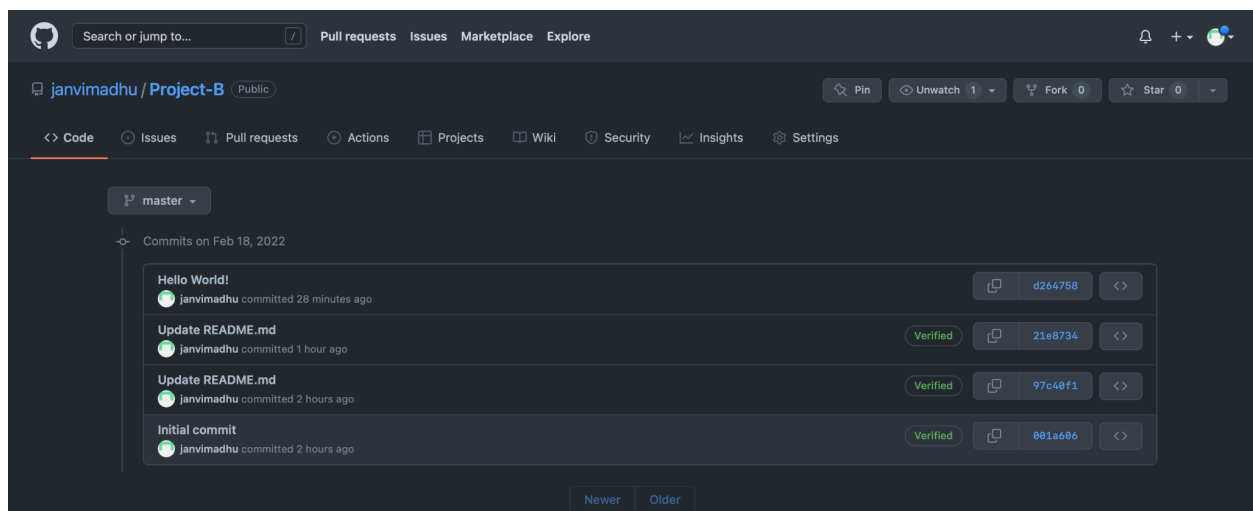 Search or jump to... / Pull requests Issues Marketplace Explore
janvimadhu / Project-B Public Pin Unwatch 1 Fork 0 Star 0
<> Code Issues Pull requests Actions Projects Wiki Security Insights Settings
master
Commits on Feb 18, 2022
Hello World!
janvimadhu committed 28 minutes ago d264758 <>
Update README.md
janvimadhu committed 1 hour ago Verified 21e8734 <>
Update README.md
janvimadhu committed 2 hours ago Verified 97c40f1 <>
Initial commit
janvimadhu committed 2 hours ago Verified 001a606 <>
Newer Older